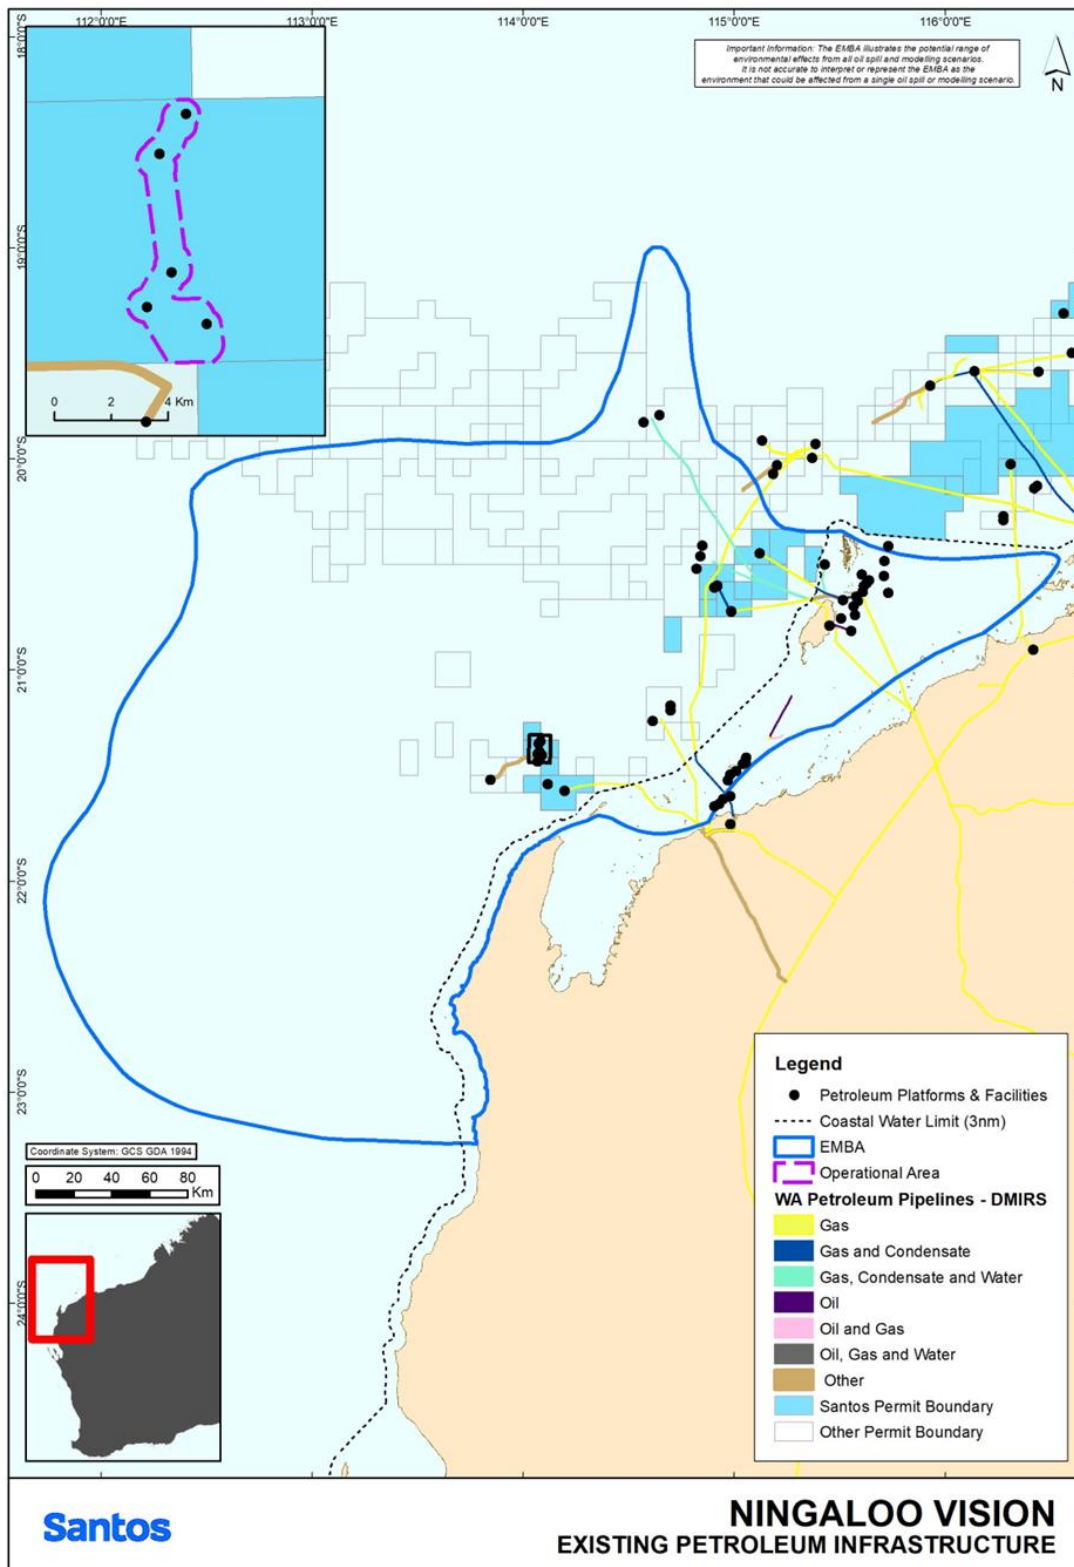 112°0'0"E 113°0'0"E 114°0'0"E 115°0'0"E 116°0'0"E
Important Information: The EMBA illustrates the potential range of
environmental effects from all oil spill and modelling scenarios.
It is not accurate to interpret or represent the EMBA as the
environment that could be affected from a single oil spill or modelling scenario.
N
18°0'0"S
19°0'0"S
20°0'0"S
21°0'0"S
22°0'0"S
23°0'0"S
24°0'0"S
0 2 4 Km
Coordinate System: GCS GDA 1994
0 20 40 60 80
Km
Legend
Petroleum Platforms & Facilities
Coastal Water Limit (3nm)
EMBA
Operational Area
WA Petroleum Pipelines - DMIRS
Gas
Gas and Condensate
Gas, Condensate and Water
Oil
Oil and Gas
Oil, Gas and Water
Other
Santos Permit Boundary
Other Permit Boundary
Santos
NINGALOO VISION
EXISTING PETROLEUM INFRASTRUCTURE